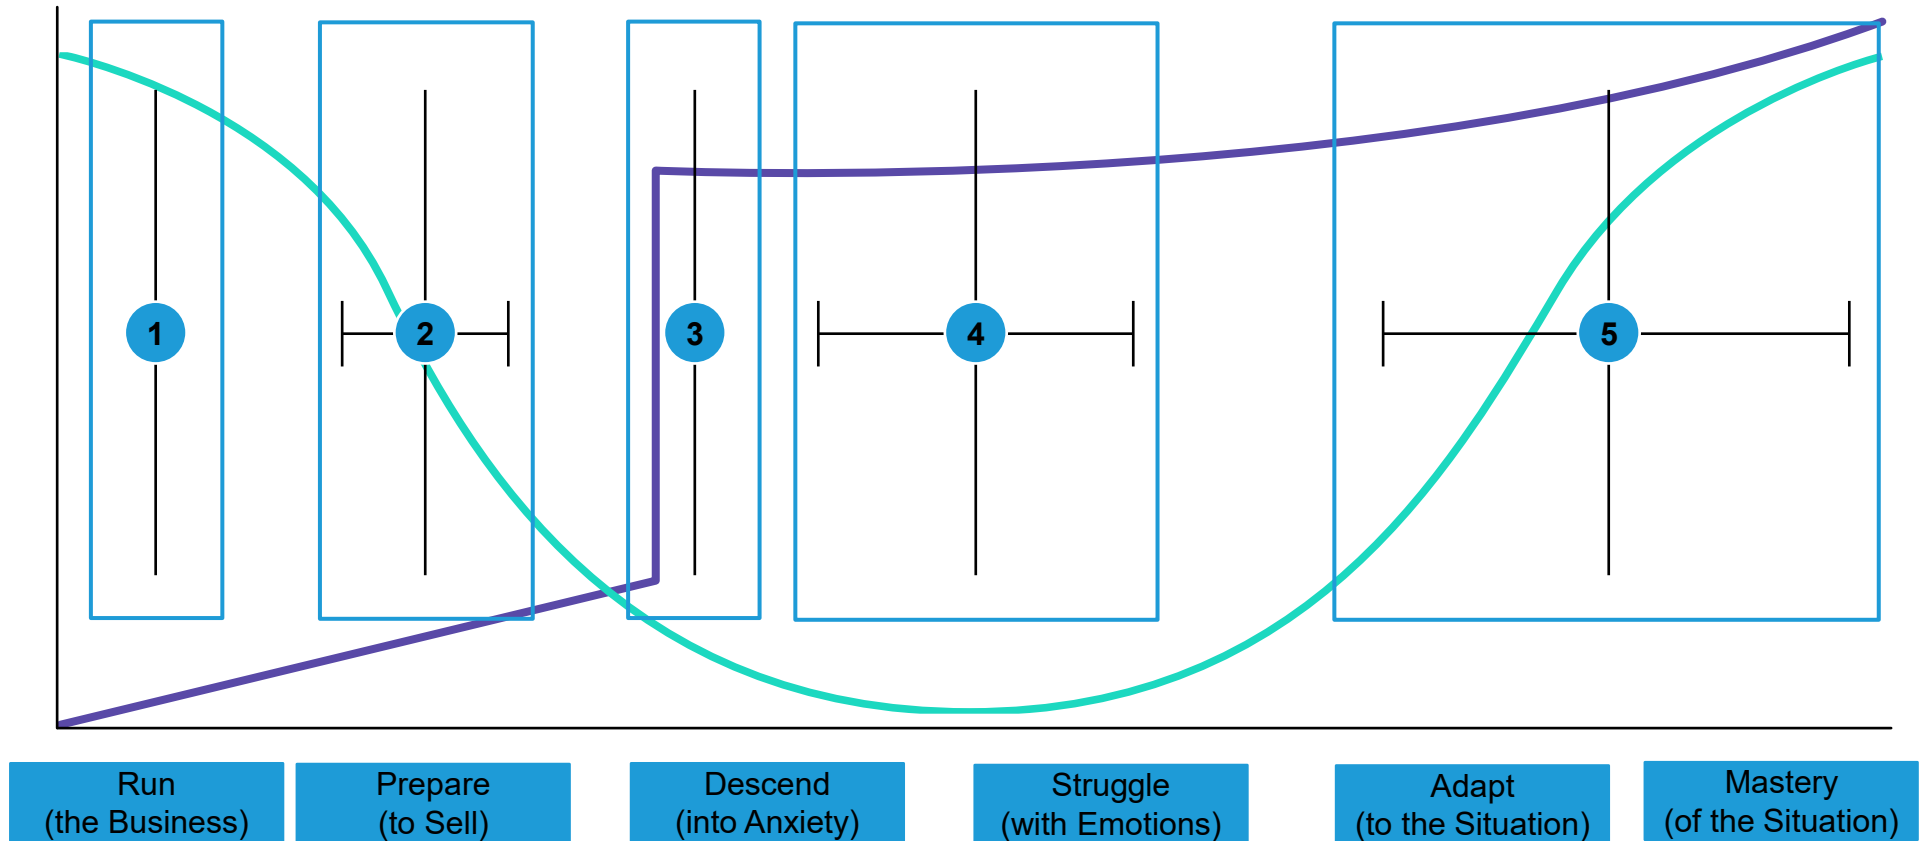 1
2
3
4
5
Run
(the Business)
Prepare
(to Sell)
Descend
(into Anxiety)
Struggle
(with Emotions)
Adapt
(to the Situation)
Mastery
(of the Situation)